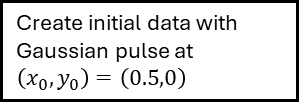 Create initial data with
Gaussian pulse at
(x₀, y₀) = (0.5,0)